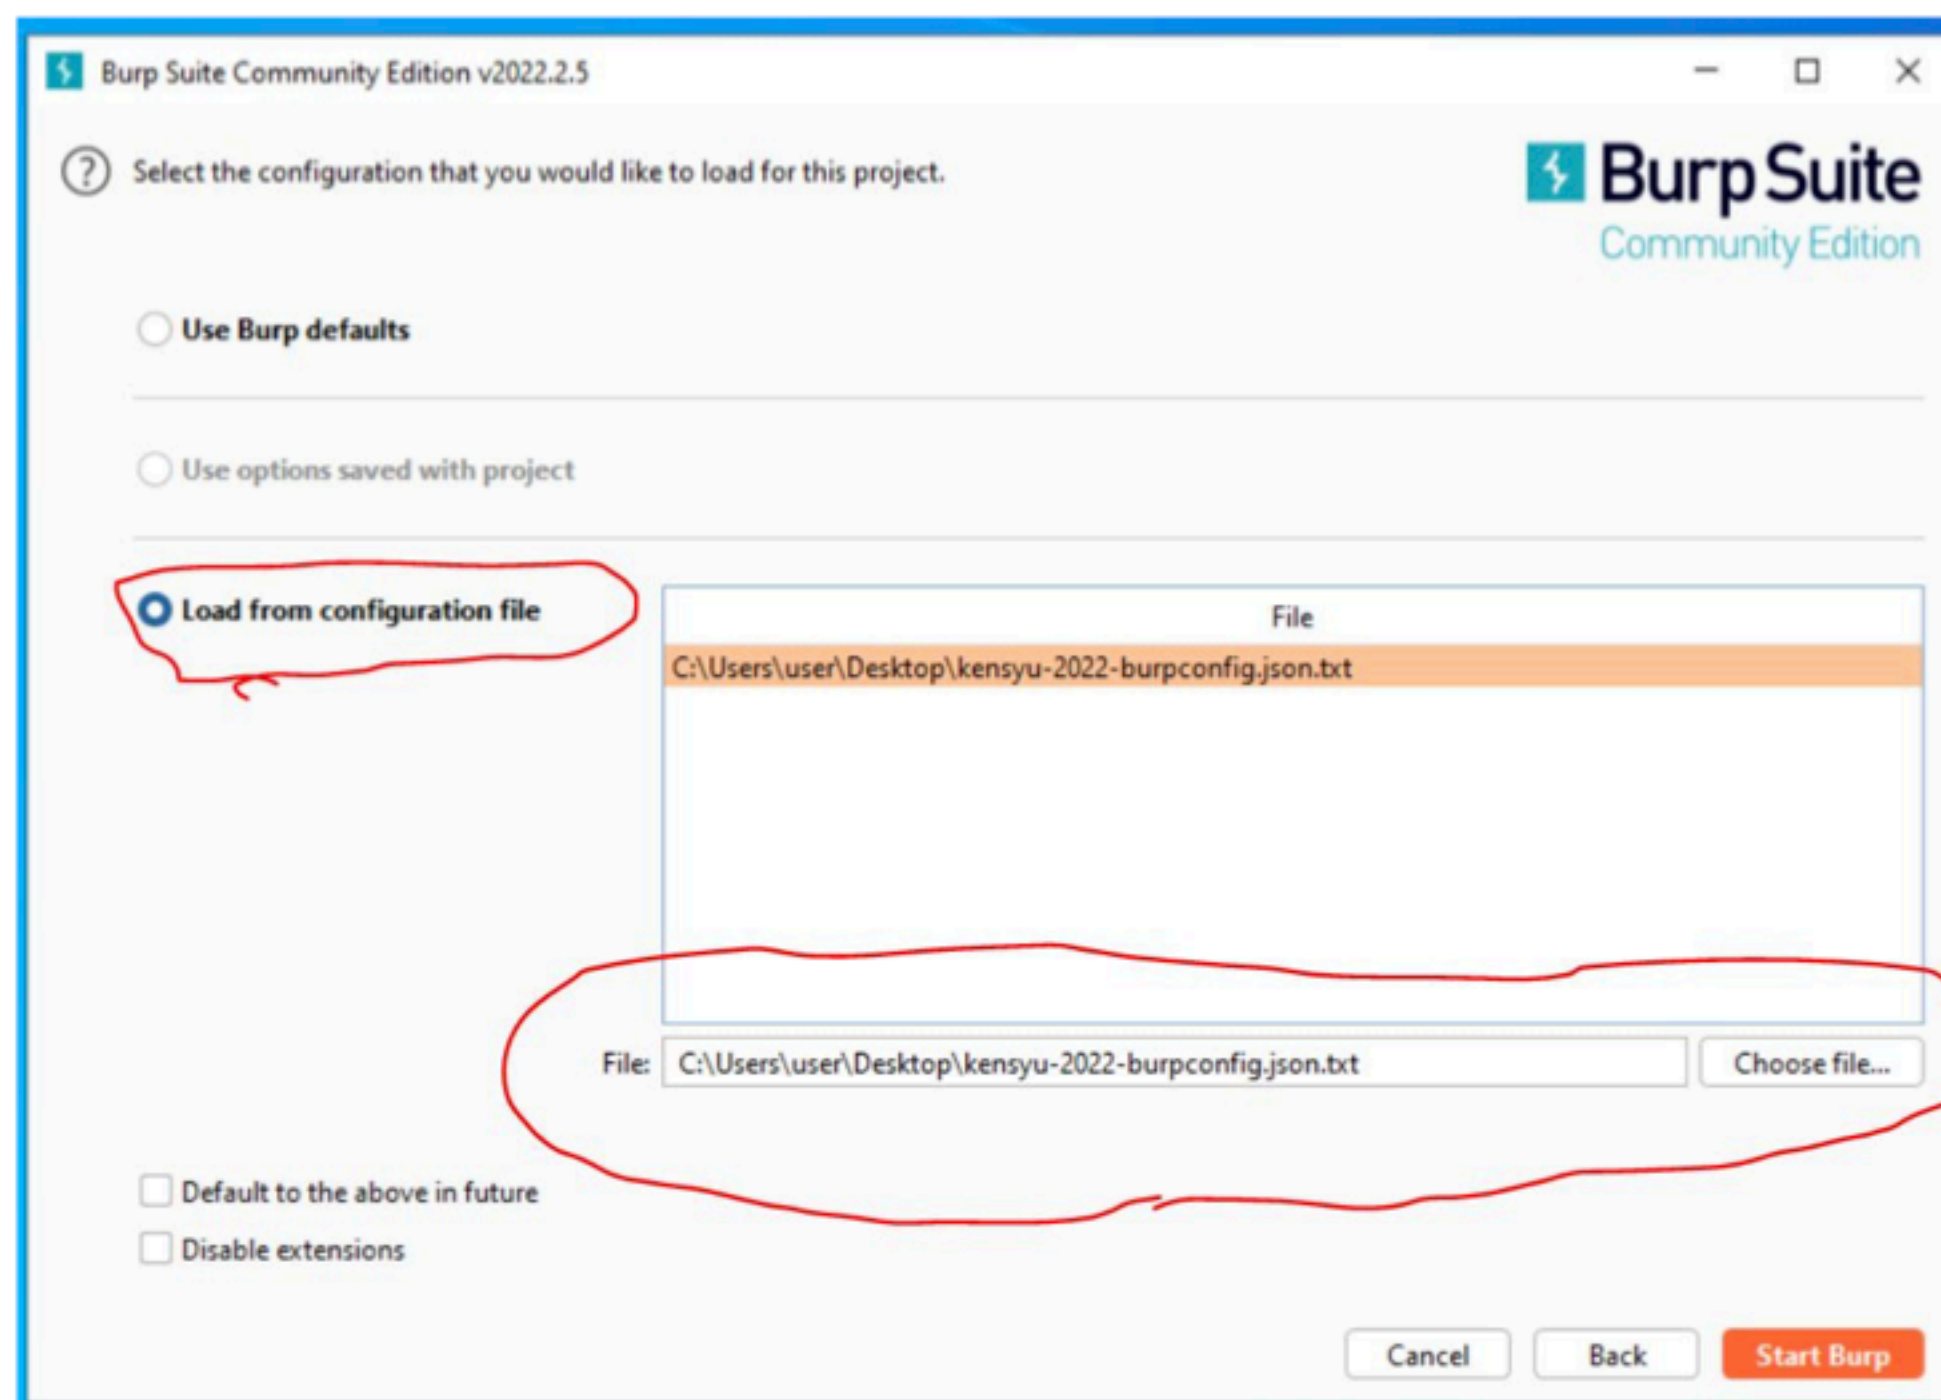 Burp Suite Community Edition v2022.2.5
Select the configuration that you would like to load for this project.
Burp Suite
Community Edition
Use Burp defaults
Use options saved with project
Load from configuration file
File
C:\Users\user\Desktop\kensyu-2022-burpconfig.json.txt
File: C:\Users\user\Desktop\kensyu-2022-burpconfig.json.txt Choose file...
Default to the above in future
Disable extensions
Cancel Back Start Burp